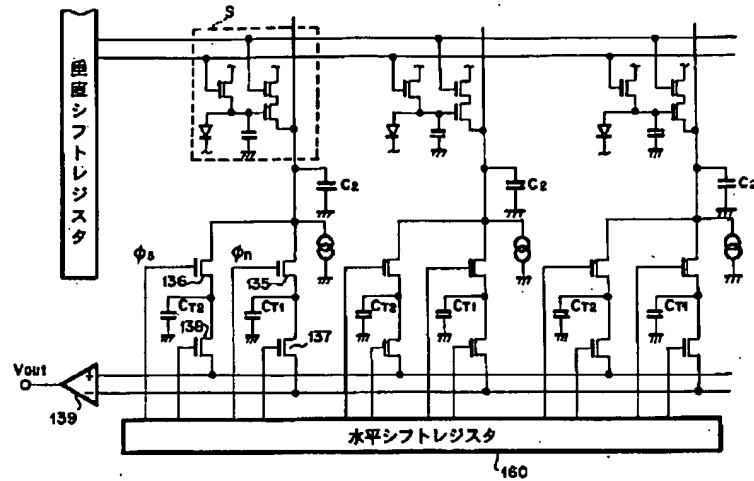 S
垂直シフトレジスタ
C2
C2
C2
φs
φn
136
135
CT2
CT1
CT2
CT1
CT2
CT1
138
137
Vout
+
−
139
水平シフトレジスタ
160